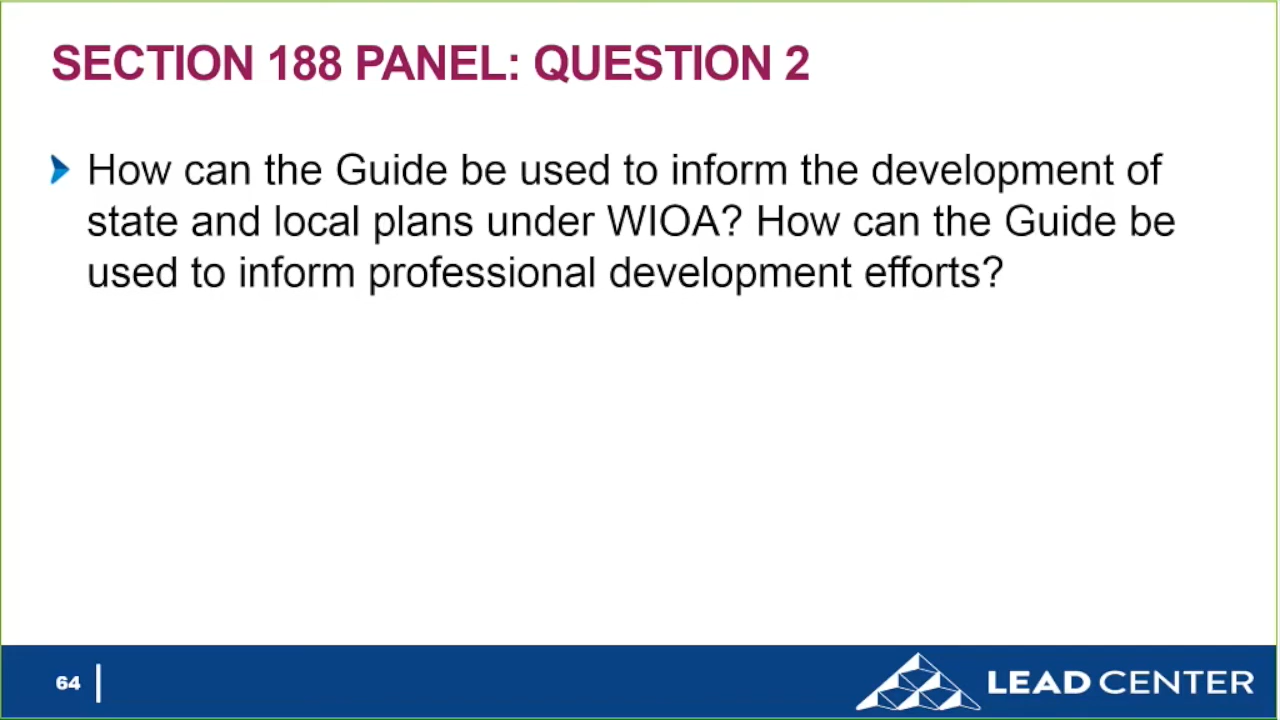 SECTION 188 PANEL: QUESTION 2
How can the Guide be used to inform the development of
state and local plans under WIOA? How can the Guide be
used to inform professional development efforts?
64
LEAD CENTER